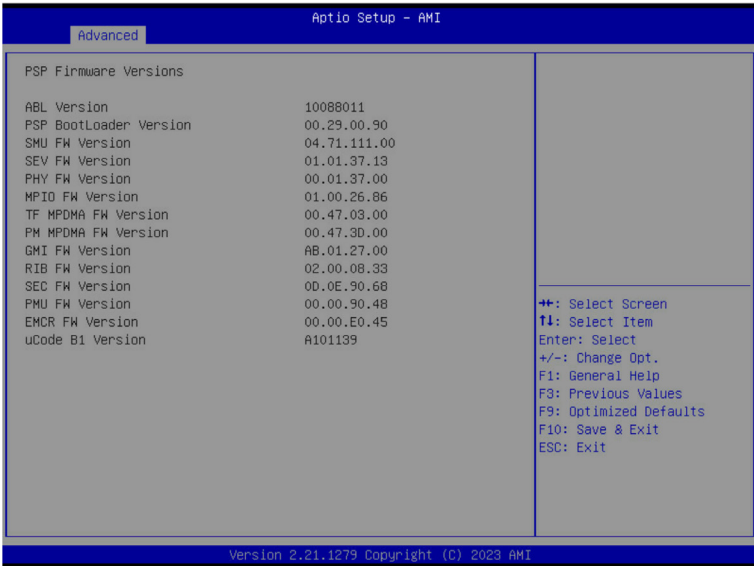 Aptio Setup – AMI
Advanced
PSP Firmware Versions
ABL Version 10088011
PSP BootLoader Version 00.29.00.90
SMU FW Version 04.71.111.00
SEV FW Version 01.01.37.13
PHY FW Version 00.01.37.00
MPIO FW Version 01.00.26.86
TF MPDMA FW Version 00.47.03.00
PM MPDMA FW Version 00.47.3D.00
GMI FW Version AB.01.27.00
RIB FW Version 02.00.08.33
SEC FW Version 0D.0E.90.68
PMU FW Version 00.00.90.48
EMCR FW Version 00.00.E0.45
uCode B1 Version A101139
→←: Select Screen
↑↓: Select Item
Enter: Select
+/-: Change Opt.
F1: General Help
F3: Previous Values
F9: Optimized Defaults
F10: Save & Exit
ESC: Exit
Version 2.21.1279 Copyright (C) 2023 AMI